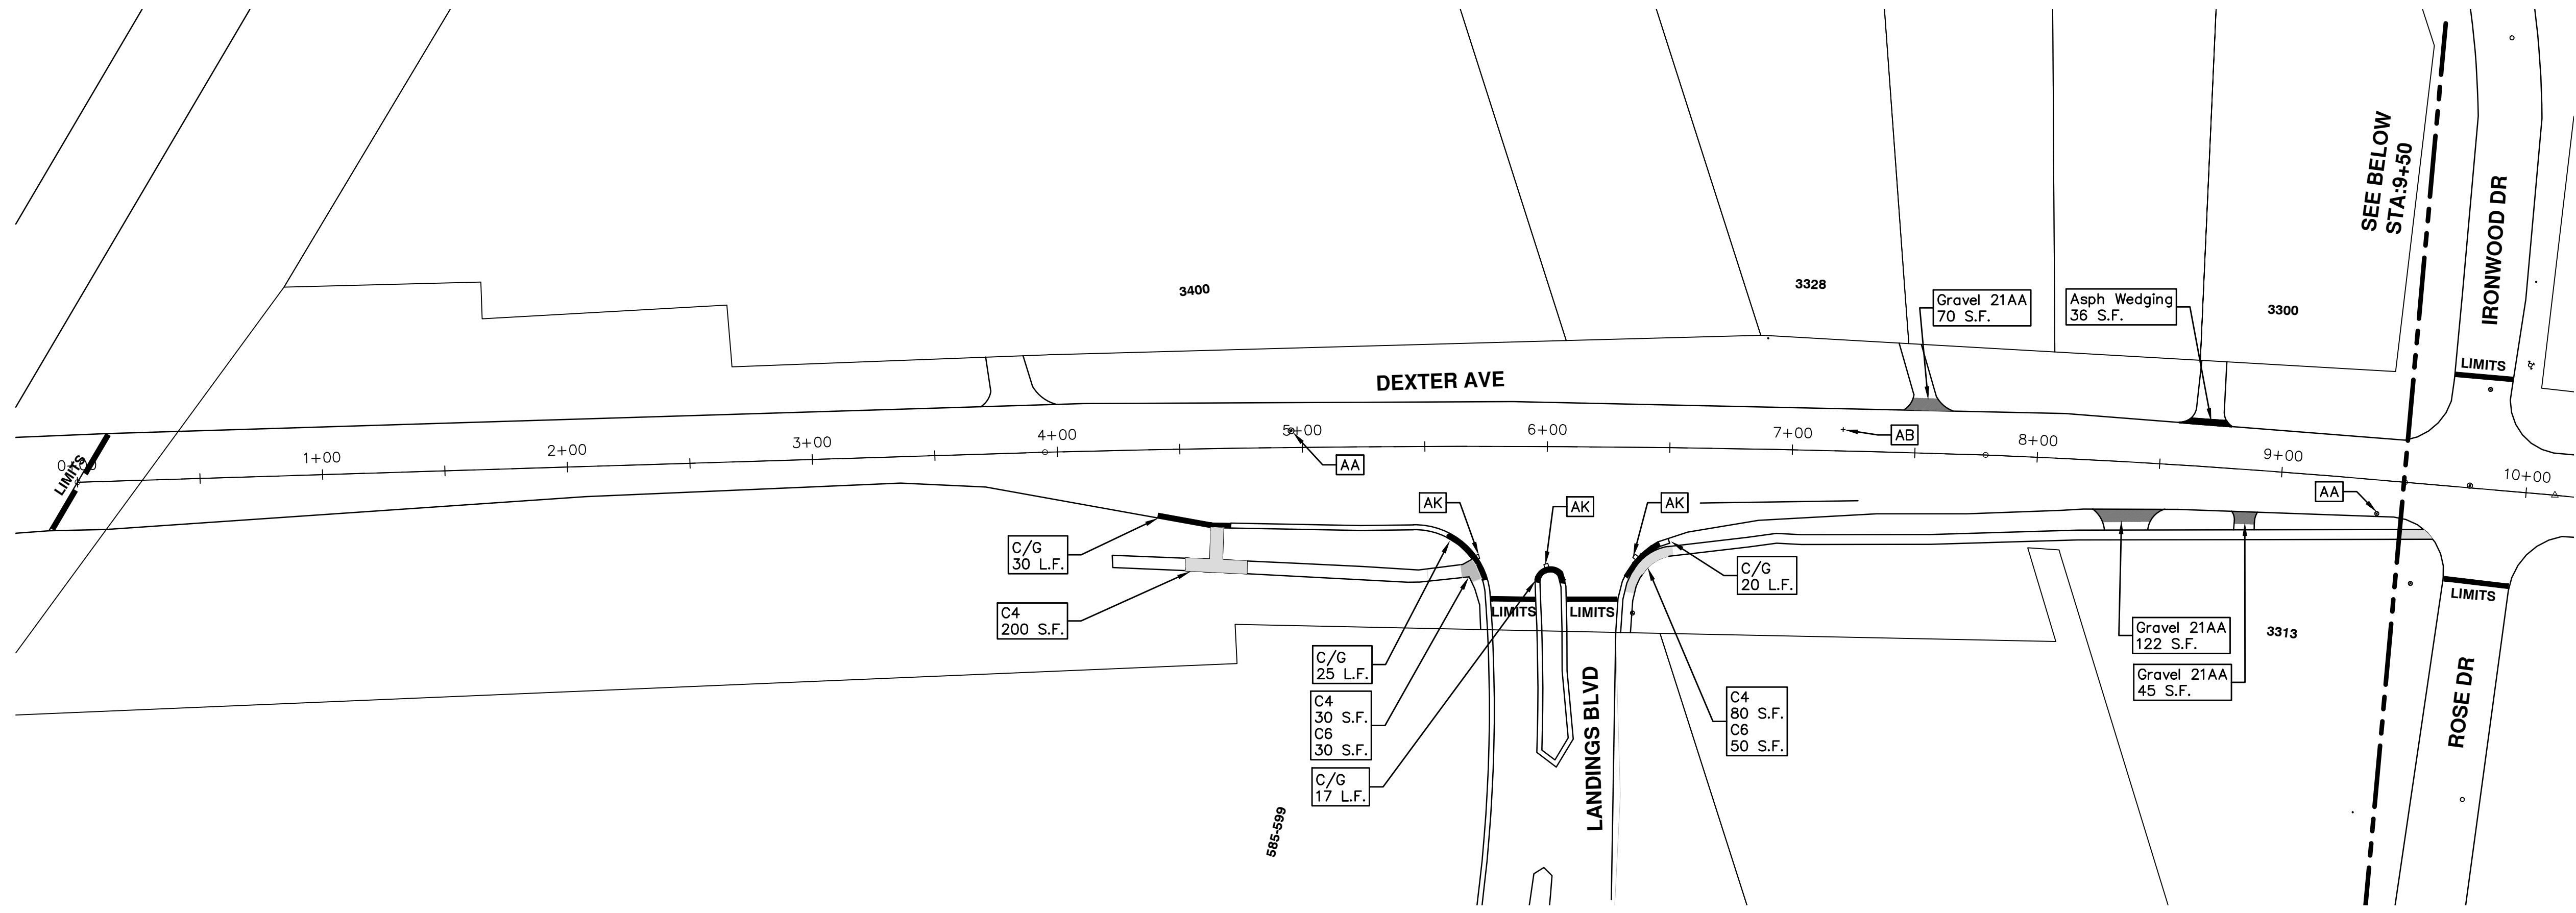 SEE BELOW
STA:9+50
IRONWOOD DR
3400
3328
3300
Gravel 21AA
70 S.F.
Asph Wedging
36 S.F.
LIMITS
DEXTER AVE
LIMITS
0+00
1+00
2+00
3+00
4+00
5+00
6+00
7+00
8+00
9+00
10+00
AA
AB
AK
AK
AK
AA
C/G
30 L.F.
C4
200 S.F.
C/G
20 L.F.
LIMITS
LIMITS
LIMITS
C/G
25 L.F.
C4
30 S.F.
C6
30 S.F.
C/G
17 L.F.
C4
80 S.F.
C6
50 S.F.
Gravel 21AA
122 S.F.
Gravel 21AA
45 S.F.
3313
LANDINGS BLVD
ROSE DR
585-599